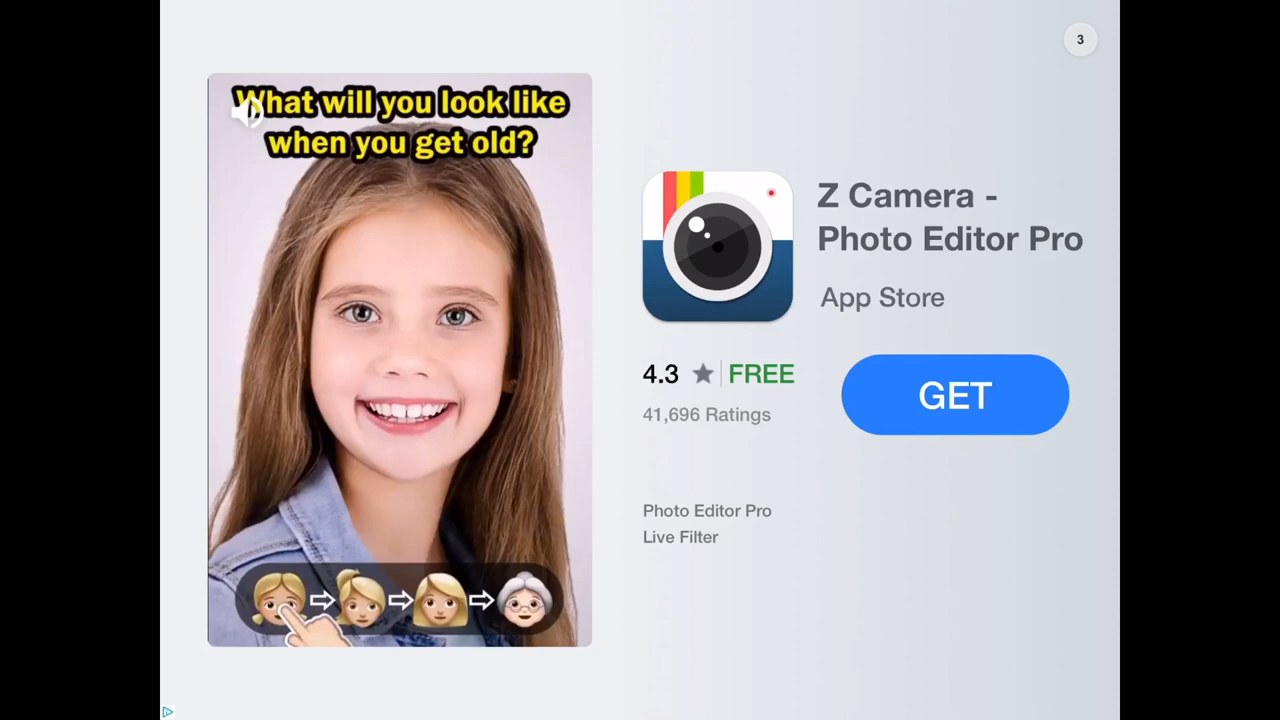 3
What will you look like
when you get old?
Z Camera -
Photo Editor Pro
App Store
4.3 ★ | FREE
41,696 Ratings
GET
Photo Editor Pro
Live Filter